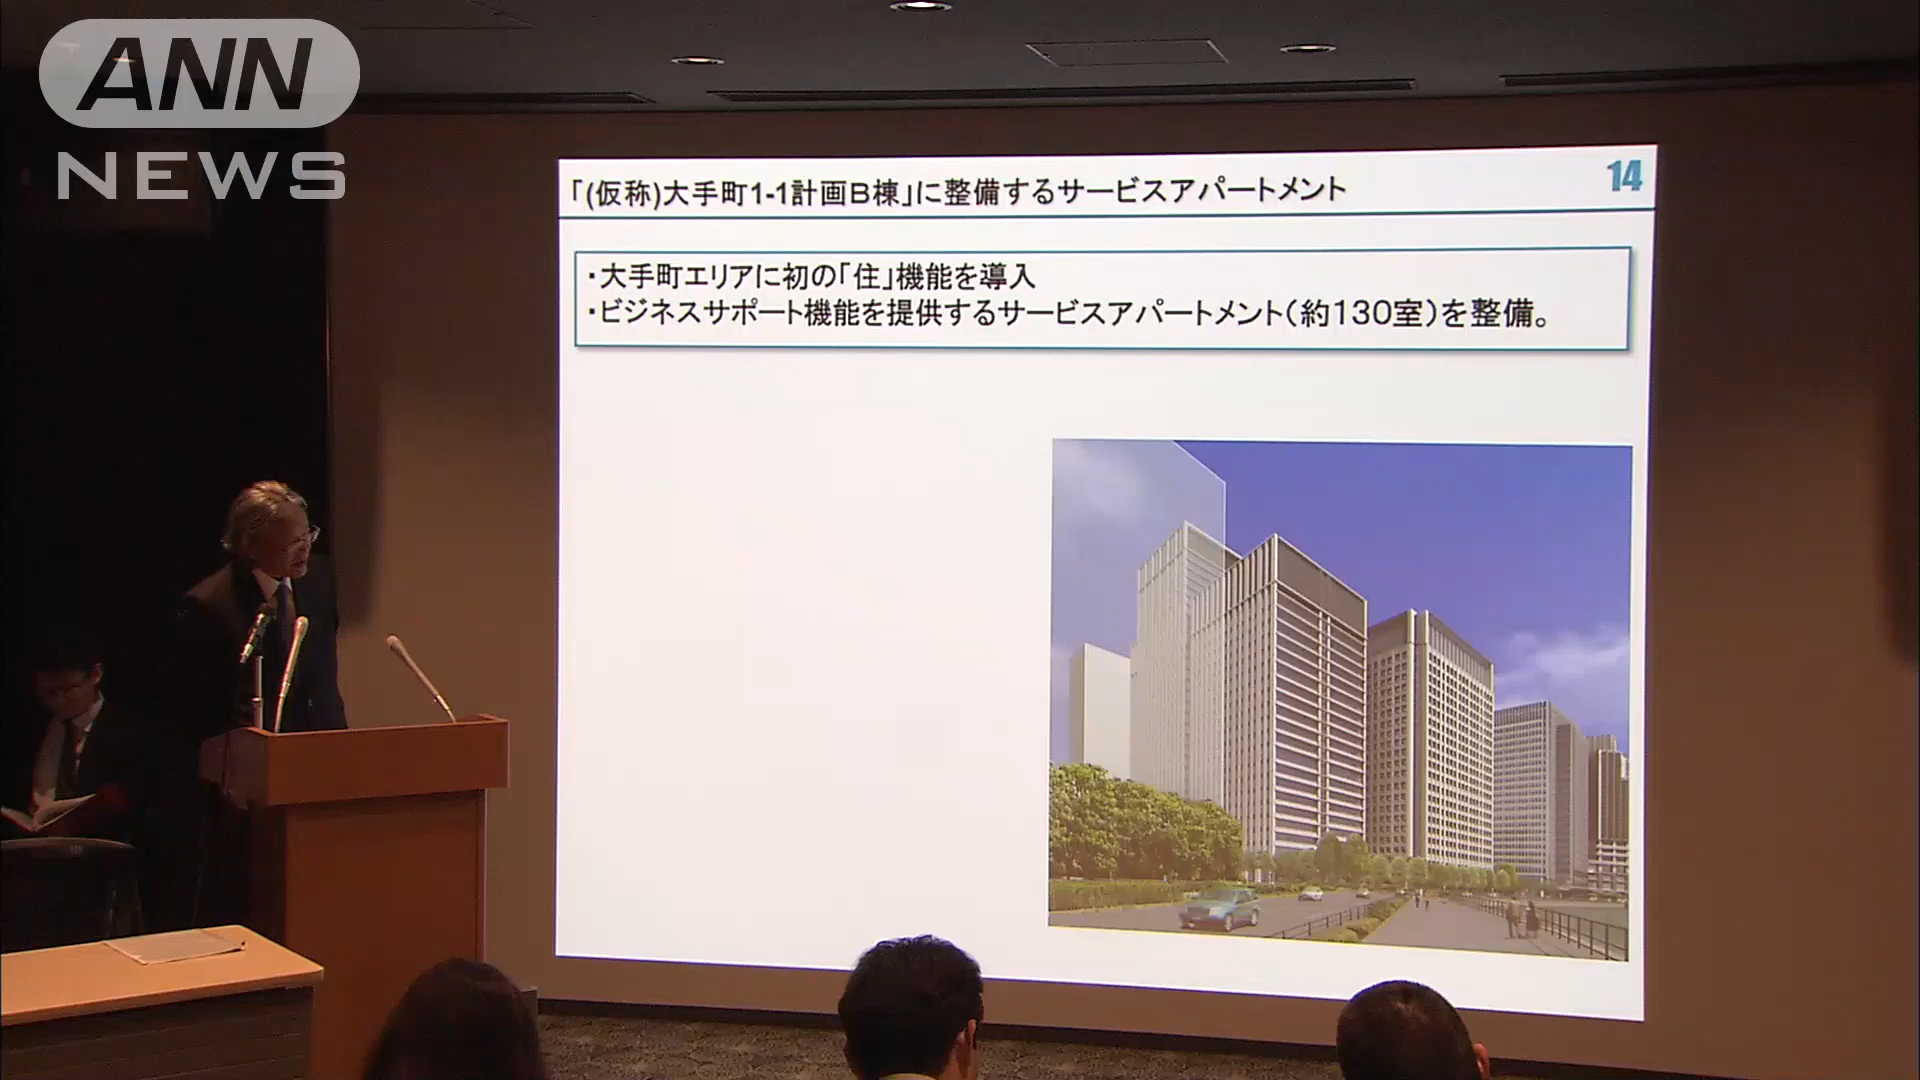 ANN
NEWS
「(仮称)大手町1-1計画B棟」に整備するサービスアパートメント
14
・大手町エリアに初の「住」機能を導入
・ビジネスサポート機能を提供するサービスアパートメント(約130室)を整備。